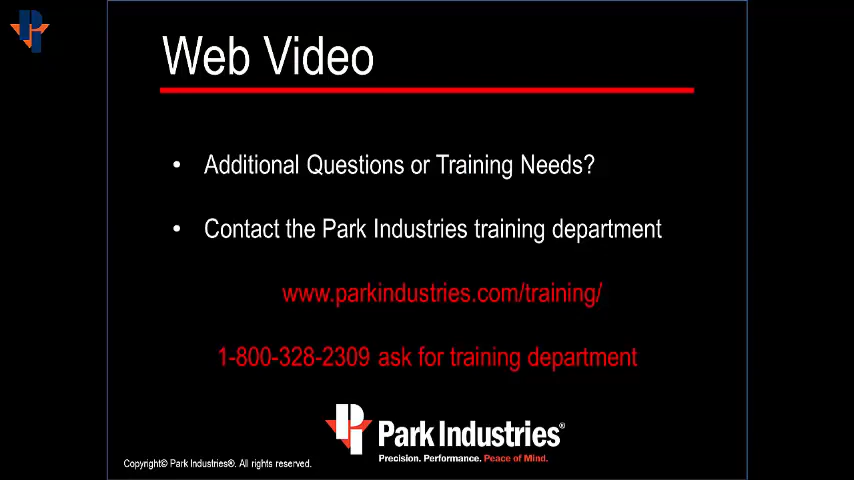 Web Video
• Additional Questions or Training Needs?
• Contact the Park Industries training department
www.parkindustries.com/training/
1-800-328-2309 ask for training department
Park Industries®
Precision. Performance. Peace of Mind.
Copyright© Park Industries®. All rights reserved.